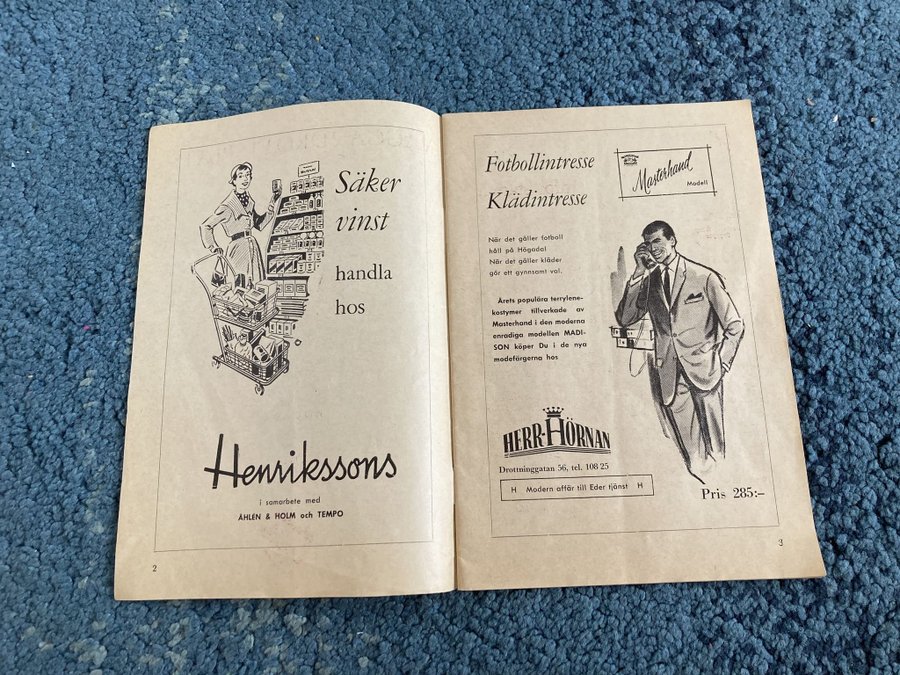 Säker
vinst
handla
hos
Henrikssons
i samarbete med
ÅHLÉN & HOLM och TEMPO
2
Fotbollintresse
Klädintresse
Masterhand
Modell
När det gäller fotboll
håll på Högadal
När det gäller kläder
gör ett gynnsamt val.
Årets populära terylene-
kostymer tillverkade av
Masterhand i den moderna
enradiga modellen MADI-
SON köper Du i de nya
modefärgerna hos
HERR-HÖRNAN
Drottninggatan 56, tel. 108 25
H Modern affär till Eder tjänst H
Pris 285:-
3